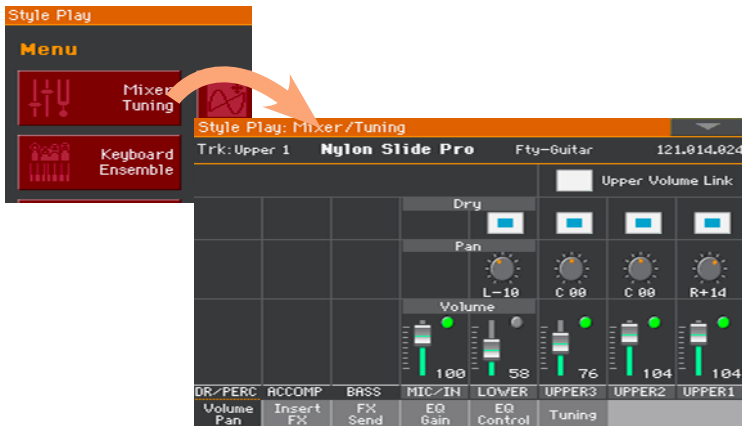 Style Play
Menu
Mixer
Tuning
Keyboard
Ensemble
Style Play: Mixer/Tuning
Trk:Upper 1 Nylon Slide Pro Fty-Guitar 121.014.024
Upper Volume Link
Dry
Pan
L-10 C 00 C 00 R+14
Volume
100 58 76 104 104
DR/PERC ACCOMP BASS MIC/IN LOWER UPPER3 UPPER2 UPPER1
Volume Pan Insert FX FX Send EQ Gain EQ Control Tuning